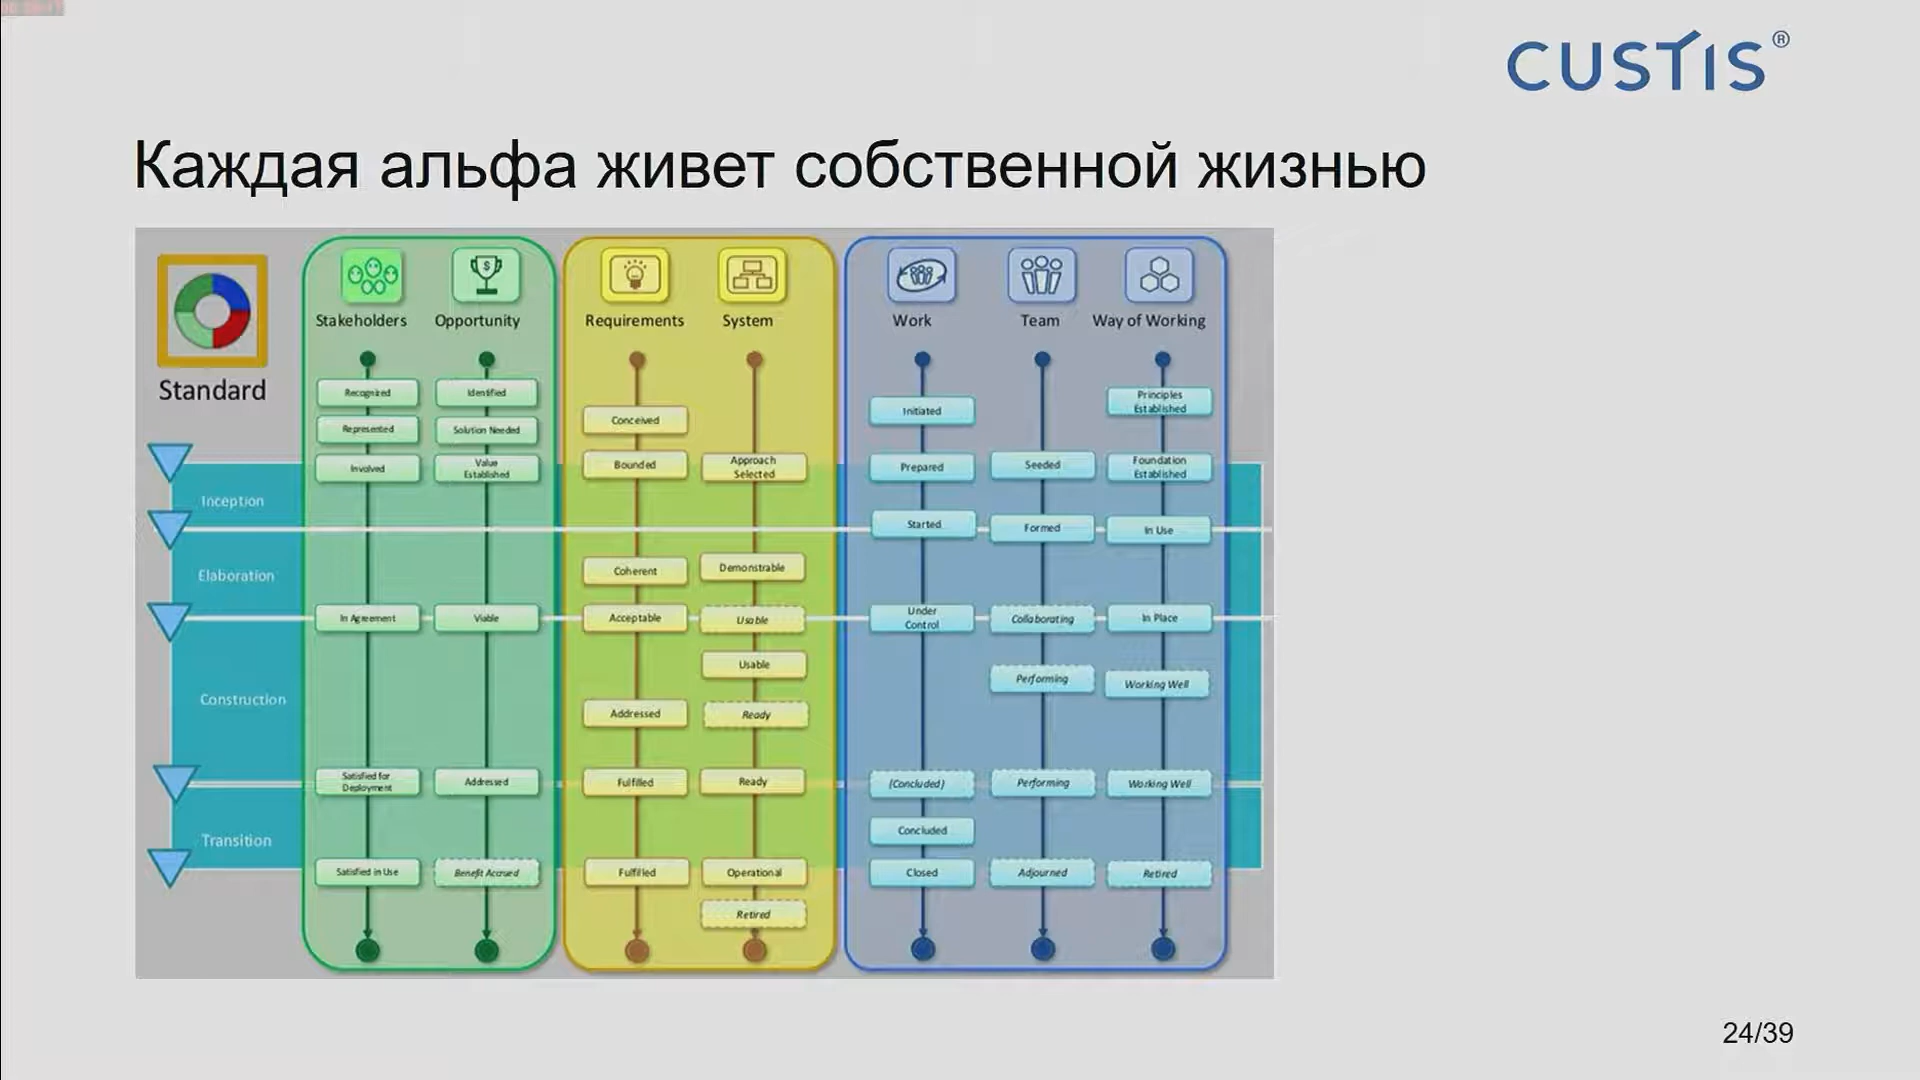 CUSTIS®
Каждая альфа живет собственной жизнью
Standard
Stakeholders
Opportunity
Requirements
System
Work
Team
Way of Working
Recognized
Identified
Principles
Established
Initiated
Conceived
Represented
Solution Needed
Involved
Value
Established
Bounded
Approach
Selected
Prepared
Seeded
Foundation
Established
Inception
Started
Formed
In Use
Elaboration
Coherent
Demonstrable
In Agreement
Viable
Acceptable
Usable
Under
Control
Collaborating
In Place
Usable
Performing
Working Well
Construction
Addressed
Ready
Satisfied for
Deployment
Addressed
Fulfilled
Ready
(Concluded)
Performing
Working Well
Transition
Concluded
Satisfied in Use
Benefit Accrued
Fulfilled
Operational
Closed
Adjourned
Retired
Retired
24/39